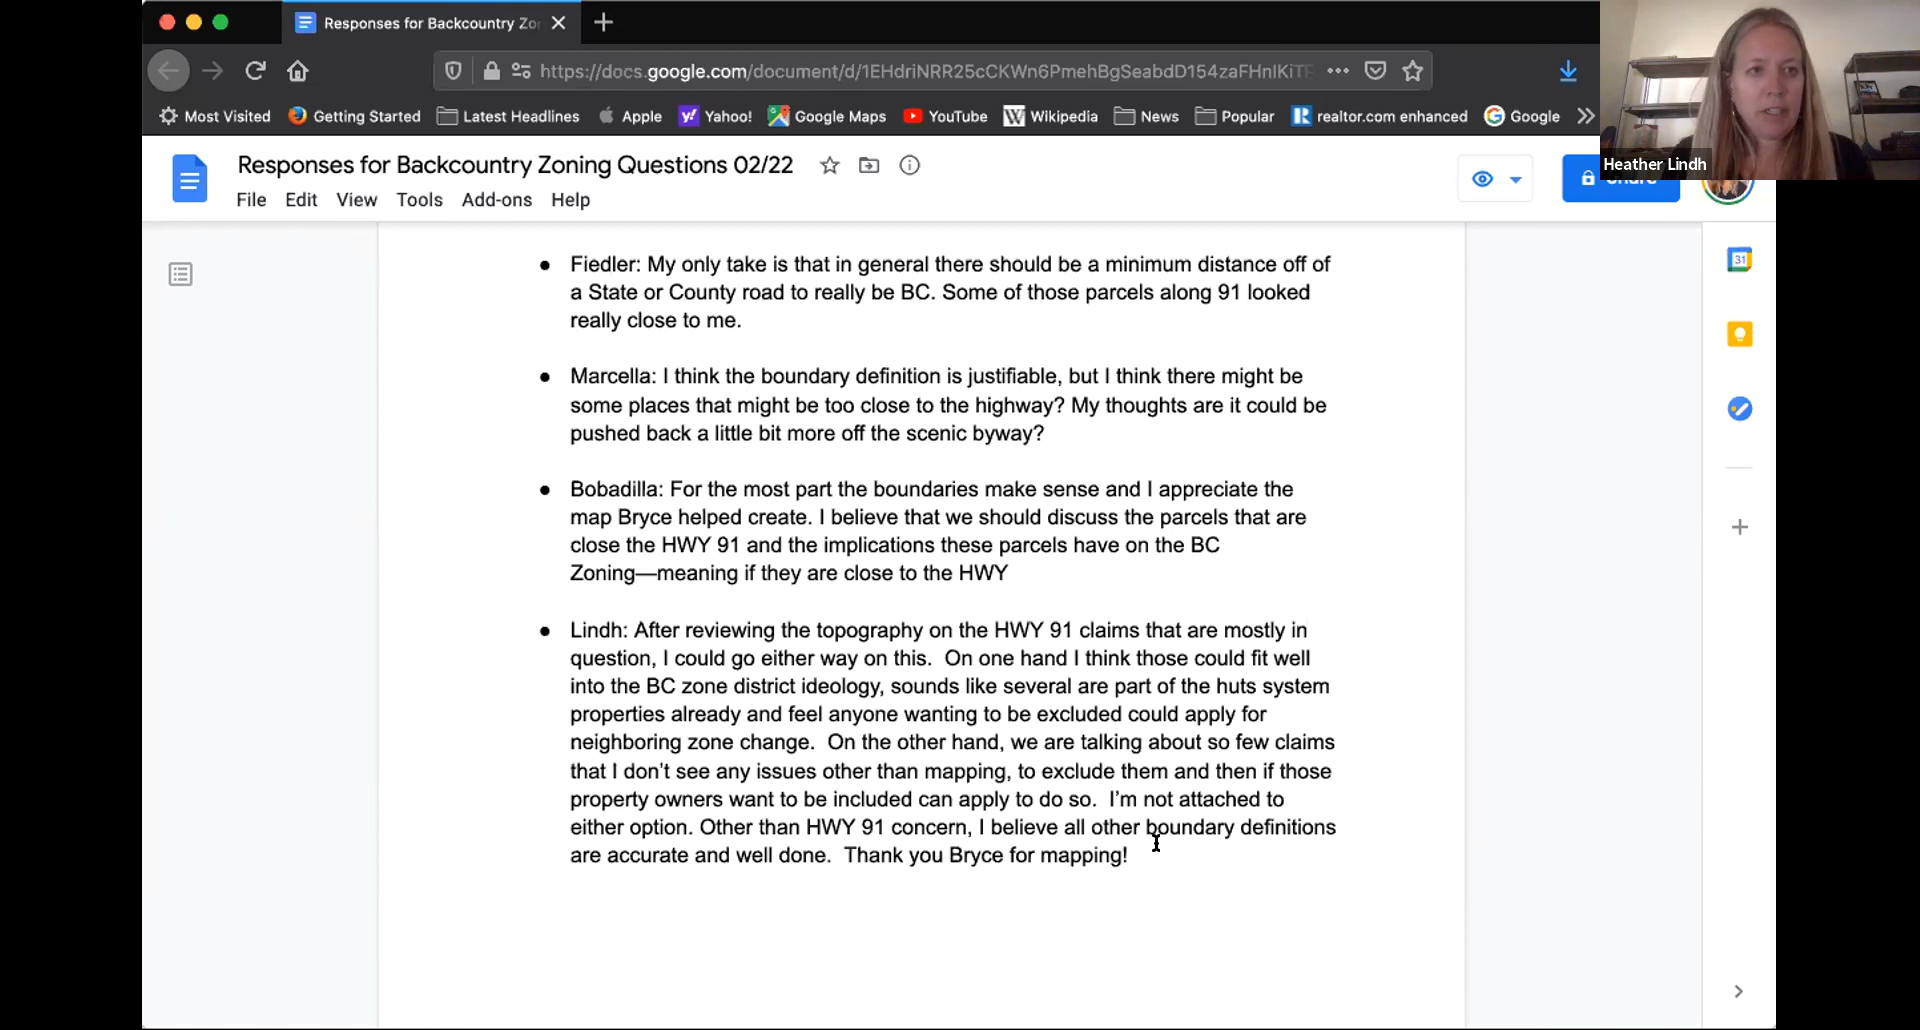 Responses for Backcountry Zo
https://docs.google.com/document/d/1EHdriNRR25cCKWn6PmehBgSeabdD154zaFHnlKiTF
Most Visited Getting Started Latest Headlines Apple Yahoo! Google Maps YouTube Wikipedia News Popular realtor.com enhanced Google
Heather Lindh
Responses for Backcountry Zoning Questions 02/22
Share
File Edit View Tools Add-ons Help
31
● Fiedler: My only take is that in general there should be a minimum distance off of
a State or County road to really be BC. Some of those parcels along 91 looked
really close to me.
● Marcella: I think the boundary definition is justifiable, but I think there might be
some places that might be too close to the highway? My thoughts are it could be
pushed back a little bit more off the scenic byway?
● Bobadilla: For the most part the boundaries make sense and I appreciate the
map Bryce helped create. I believe that we should discuss the parcels that are
close the HWY 91 and the implications these parcels have on the BC
Zoning—meaning if they are close to the HWY
● Lindh: After reviewing the topography on the HWY 91 claims that are mostly in
question, I could go either way on this.  On one hand I think those could fit well
into the BC zone district ideology, sounds like several are part of the huts system
properties already and feel anyone wanting to be excluded could apply for
neighboring zone change.  On the other hand, we are talking about so few claims
that I don't see any issues other than mapping, to exclude them and then if those
property owners want to be included can apply to do so.  I'm not attached to
either option. Other than HWY 91 concern, I believe all other boundary definitions
are accurate and well done.  Thank you Bryce for mapping!